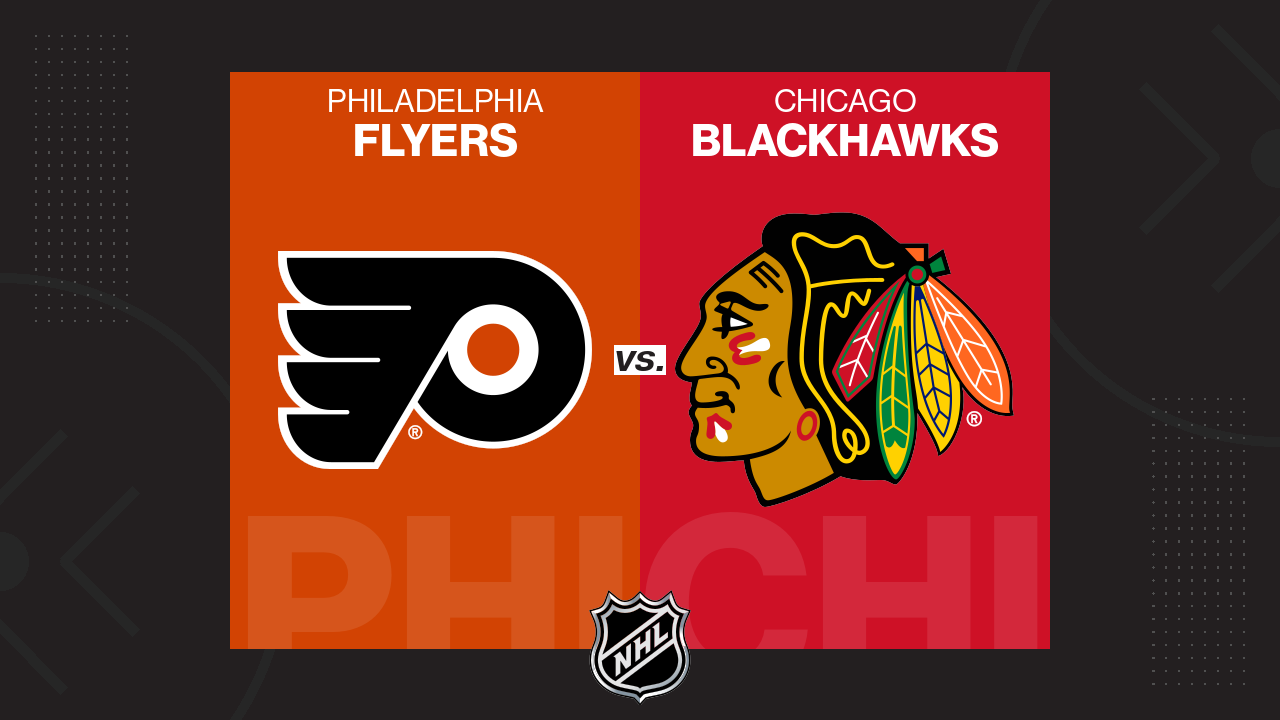 PHILADELPHIA
FLYERS
CHICAGO
BLACKHAWKS
vs.
®
®
PHI
CHI
NHL